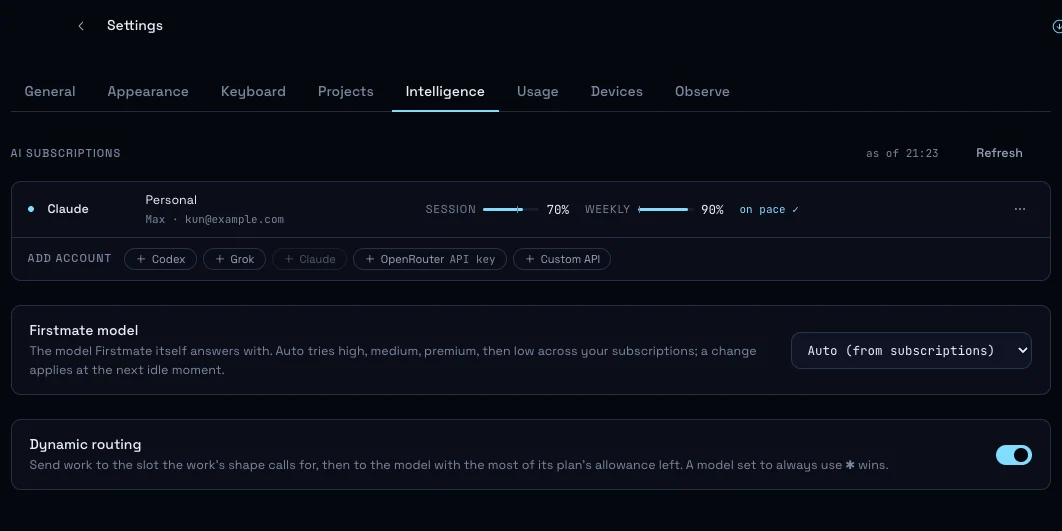 Settings
General Appearance Keyboard Projects Intelligence Usage Devices Observe
AI SUBSCRIPTIONS as of 21:23 Refresh
Claude Personal SESSION 70% WEEKLY 90% on pace ✓ ···
Max · kun@example.com
ADD ACCOUNT + Codex + Grok + Claude + OpenRouter API key + Custom API
Firstmate model
The model Firstmate itself answers with. Auto tries high, medium, premium, then low across your subscriptions; a change
applies at the next idle moment.
Auto (from subscriptions)
Dynamic routing
Send work to the slot the work's shape calls for, then to the model with the most of its plan's allowance left. A model set to always use ✱ wins.